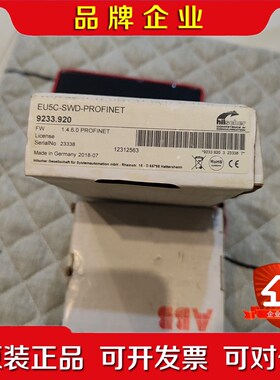 品牌企业
EU5C-SWD-PROFINET
9233.920
FW 1.4.6.0 PROFINET
License
SerialNo 23338
12312563
Made in Germany 2018-07
ABB
企业
原装正品 可开发票 可对